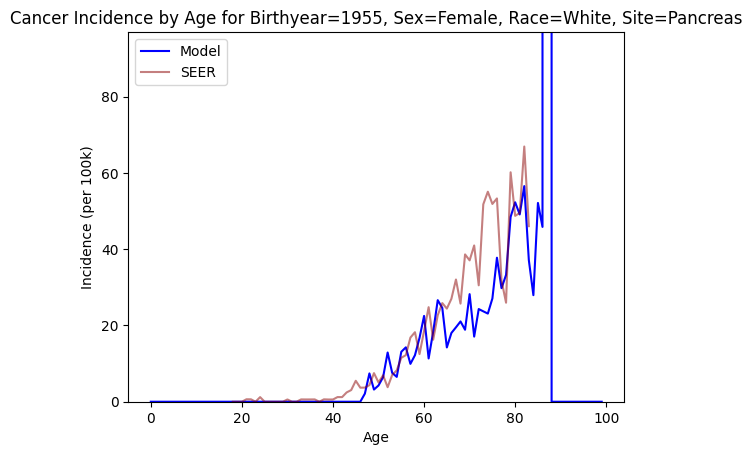 Cancer Incidence by Age for Birthyear=1955, Sex=Female, Race=White, Site=Pancreas
Model
SEER
80
60
40
20
0
Incidence (per 100k)
0 20 40 60 80 100
Age